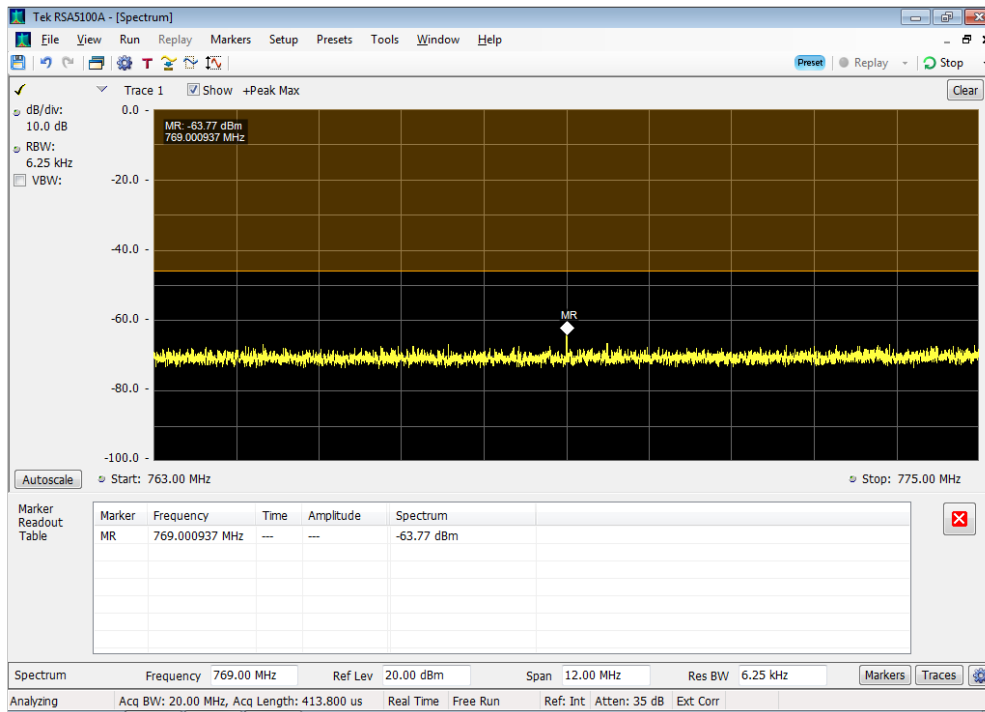 Tek RSA5100A - [Spectrum]
File View Run Replay Markers Setup Presets Tools Window Help
T Preset Replay Stop
Trace 1 Show +Peak Max Clear
dB/div:
10.0 dB
RBW:
6.25 kHz
VBW:
0.0
-20.0
-40.0
-60.0
-80.0
-100.0
MR: -63.77 dBm
769.000937 MHz
MR
Autoscale Start: 763.00 MHz Stop: 775.00 MHz
Marker
Readout
Table
Marker Frequency Time Amplitude Spectrum
MR 769.000937 MHz --- --- -63.77 dBm
Spectrum Frequency 769.00 MHz Ref Lev 20.00 dBm Span 12.00 MHz Res BW 6.25 kHz Markers Traces
Analyzing Acq BW: 20.00 MHz, Acq Length: 413.800 us Real Time Free Run Ref: Int Atten: 35 dB Ext Corr